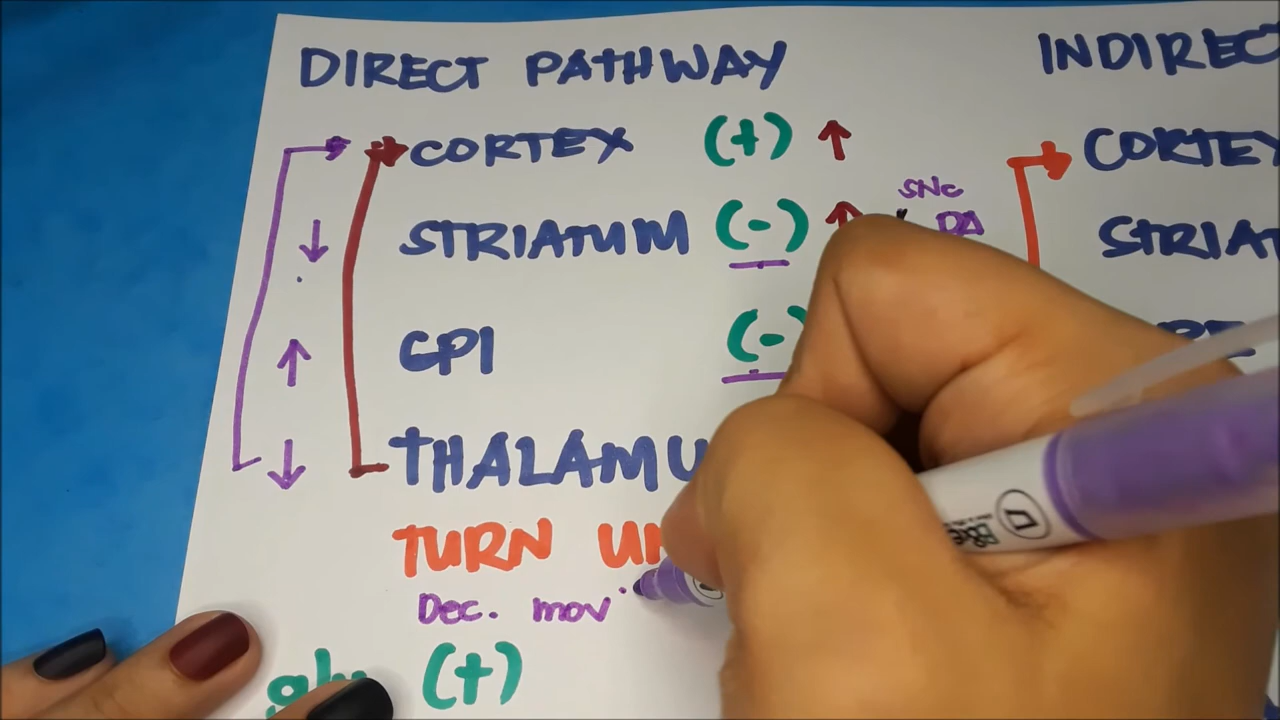 DIRECT PATHWAY
CORTEX (+) ↑
STRIATUM (-) ↑
SNc
DA
↓
GPI (-)
↑
THALAMU
↓
TURN
Dec. mov
(+)
INDIREC
CORTEX
STRIAT